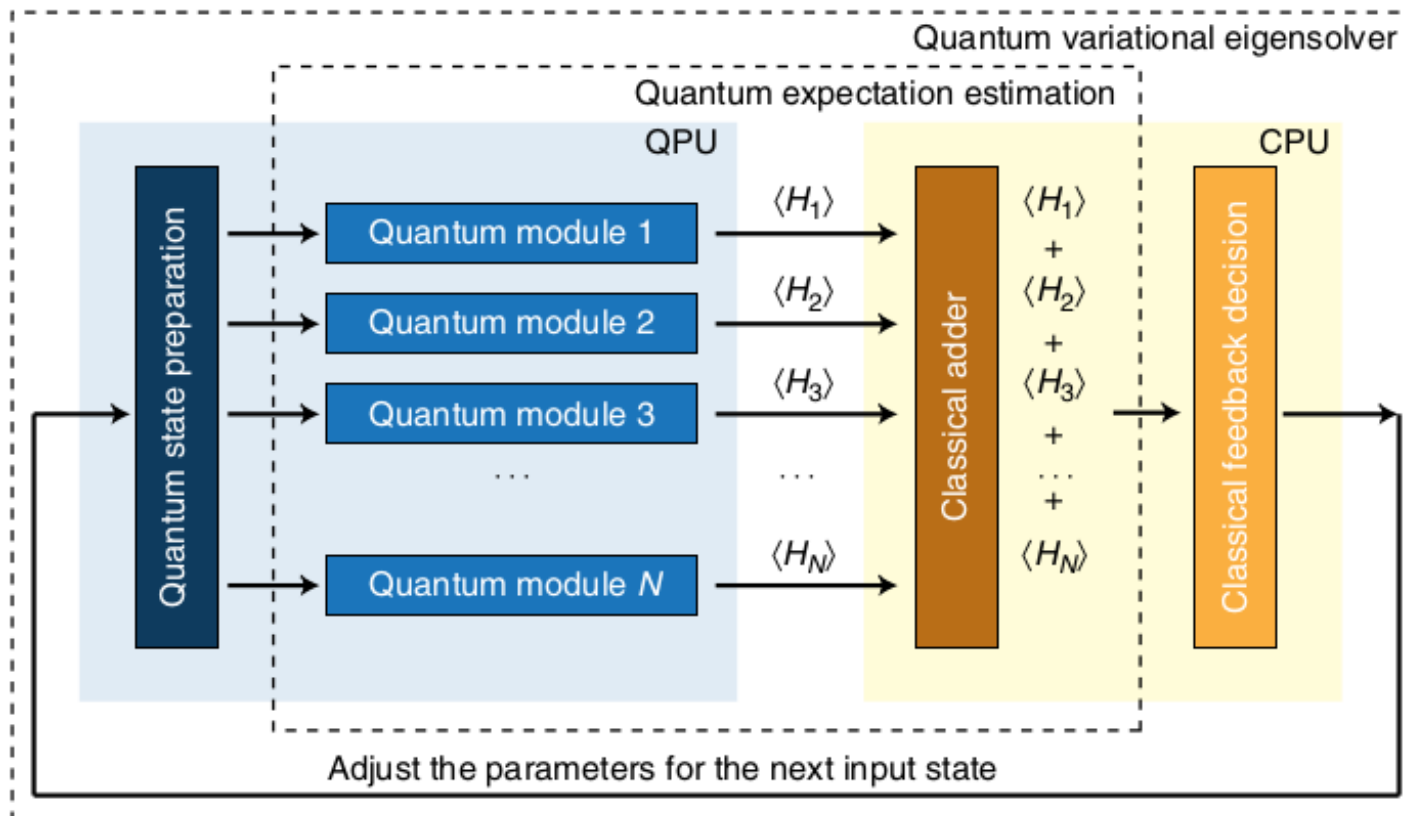 Quantum variational eigensolver
Quantum expectation estimation
QPU
CPU
Quantum state preparation
Quantum module 1
Quantum module 2
Quantum module 3
. . .
Quantum module N
⟨H₁⟩
⟨H₂⟩
⟨H₃⟩
. . .
⟨H_N⟩
Classical adder
⟨H₁⟩
+
⟨H₂⟩
+
⟨H₃⟩
+
. . .
+
⟨H_N⟩
Classical feedback decision
Adjust the parameters for the next input state